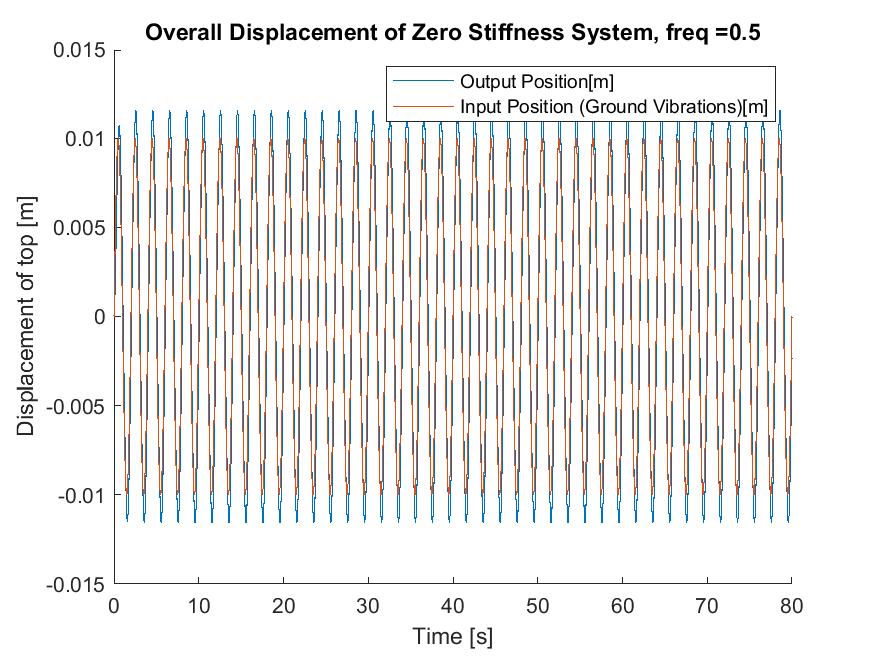 Overall Displacement of Zero Stiffness System, freq =0.5
Output Position[m]
Input Position (Ground Vibrations)[m]
Displacement of top [m]
0.015
0.01
0.005
0
-0.005
-0.01
-0.015
0 10 20 30 40 50 60 70 80
Time [s]